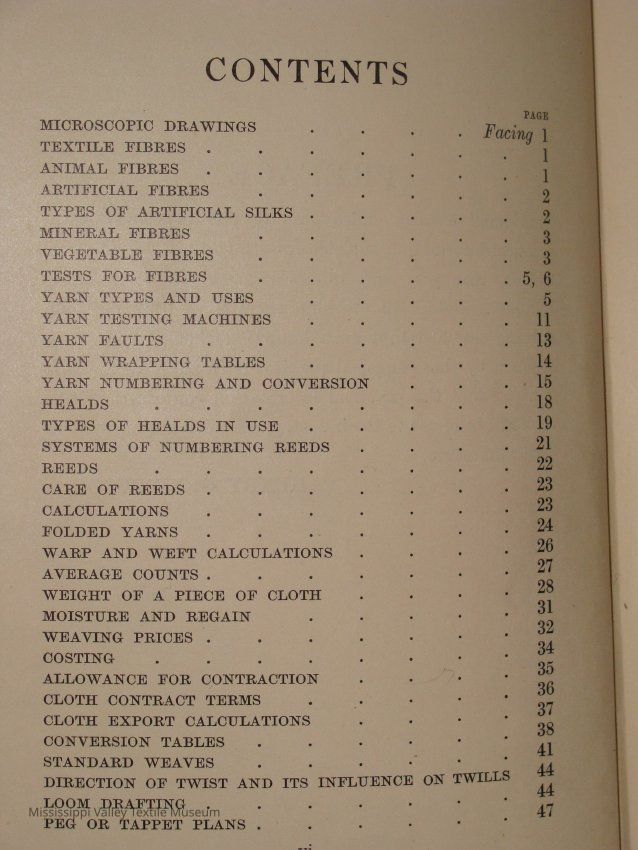 CONTENTS
PAGE
MICROSCOPIC DRAWINGS . . . . Facing 1
TEXTILE FIBRES . . . . . . . 1
ANIMAL FIBRES . . . . . . . 1
ARTIFICIAL FIBRES . . . . . . 2
TYPES OF ARTIFICIAL SILKS . . . . . 2
MINERAL FIBRES . . . . . . 3
VEGETABLE FIBRES . . . . . . 3
TESTS FOR FIBRES . . . . . . 5, 6
YARN TYPES AND USES . . . . . 5
YARN TESTING MACHINES . . . . . 11
YARN FAULTS . . . . . . . 13
YARN WRAPPING TABLES . . . . . 14
YARN NUMBERING AND CONVERSION . . . 15
HEALDS . . . . . . . . 18
TYPES OF HEALDS IN USE . . . . . 19
SYSTEMS OF NUMBERING REEDS . . . . 21
REEDS . . . . . . . . 22
CARE OF REEDS . . . . . . . 23
CALCULATIONS . . . . . . . 23
FOLDED YARNS . . . . . . . 24
WARP AND WEFT CALCULATIONS . . . . 26
AVERAGE COUNTS . . . . . . . 27
WEIGHT OF A PIECE OF CLOTH . . . . 28
MOISTURE AND REGAIN . . . . . 31
WEAVING PRICES . . . . . . . 32
COSTING . . . . . . . . 34
ALLOWANCE FOR CONTRACTION . . . . 35
CLOTH CONTRACT TERMS . . . . . 36
CLOTH EXPORT CALCULATIONS . . . . 37
CONVERSION TABLES . . . . . . 38
STANDARD WEAVES . . . . . . 41
DIRECTION OF TWIST AND ITS INFLUENCE ON TWILLS 44
LOOM DRAFTING . . . . . . . 44
Mississippi Valley Textile Museum
PEG OR TAPPET PLANS . . . . . . 47
vi